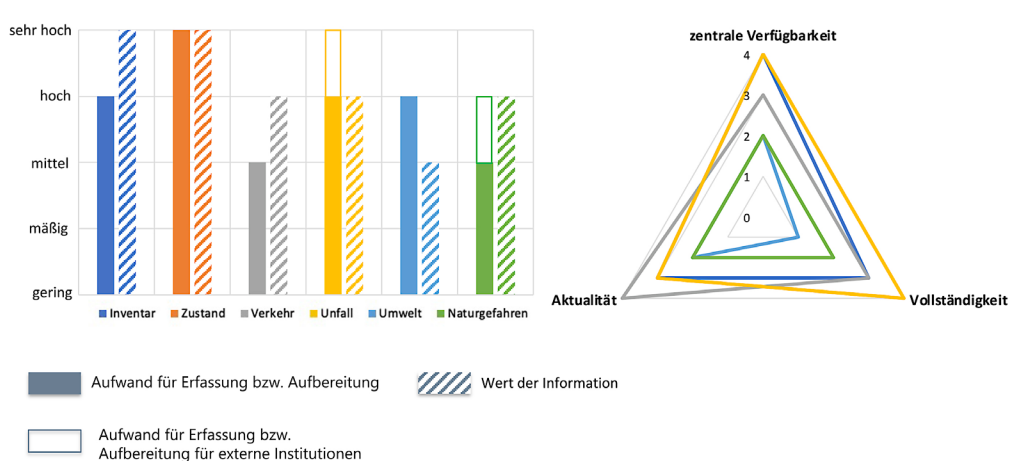 sehr hoch
hoch
mittel
mäßig
gering
Inventar Zustand Verkehr Unfall Umwelt Naturgefahren
zentrale Verfügbarkeit
4
3
2
1
0
Aktualität
Vollständigkeit
Aufwand für Erfassung bzw. Aufbereitung
Wert der Information
Aufwand für Erfassung bzw.
Aufbereitung für externe Institutionen